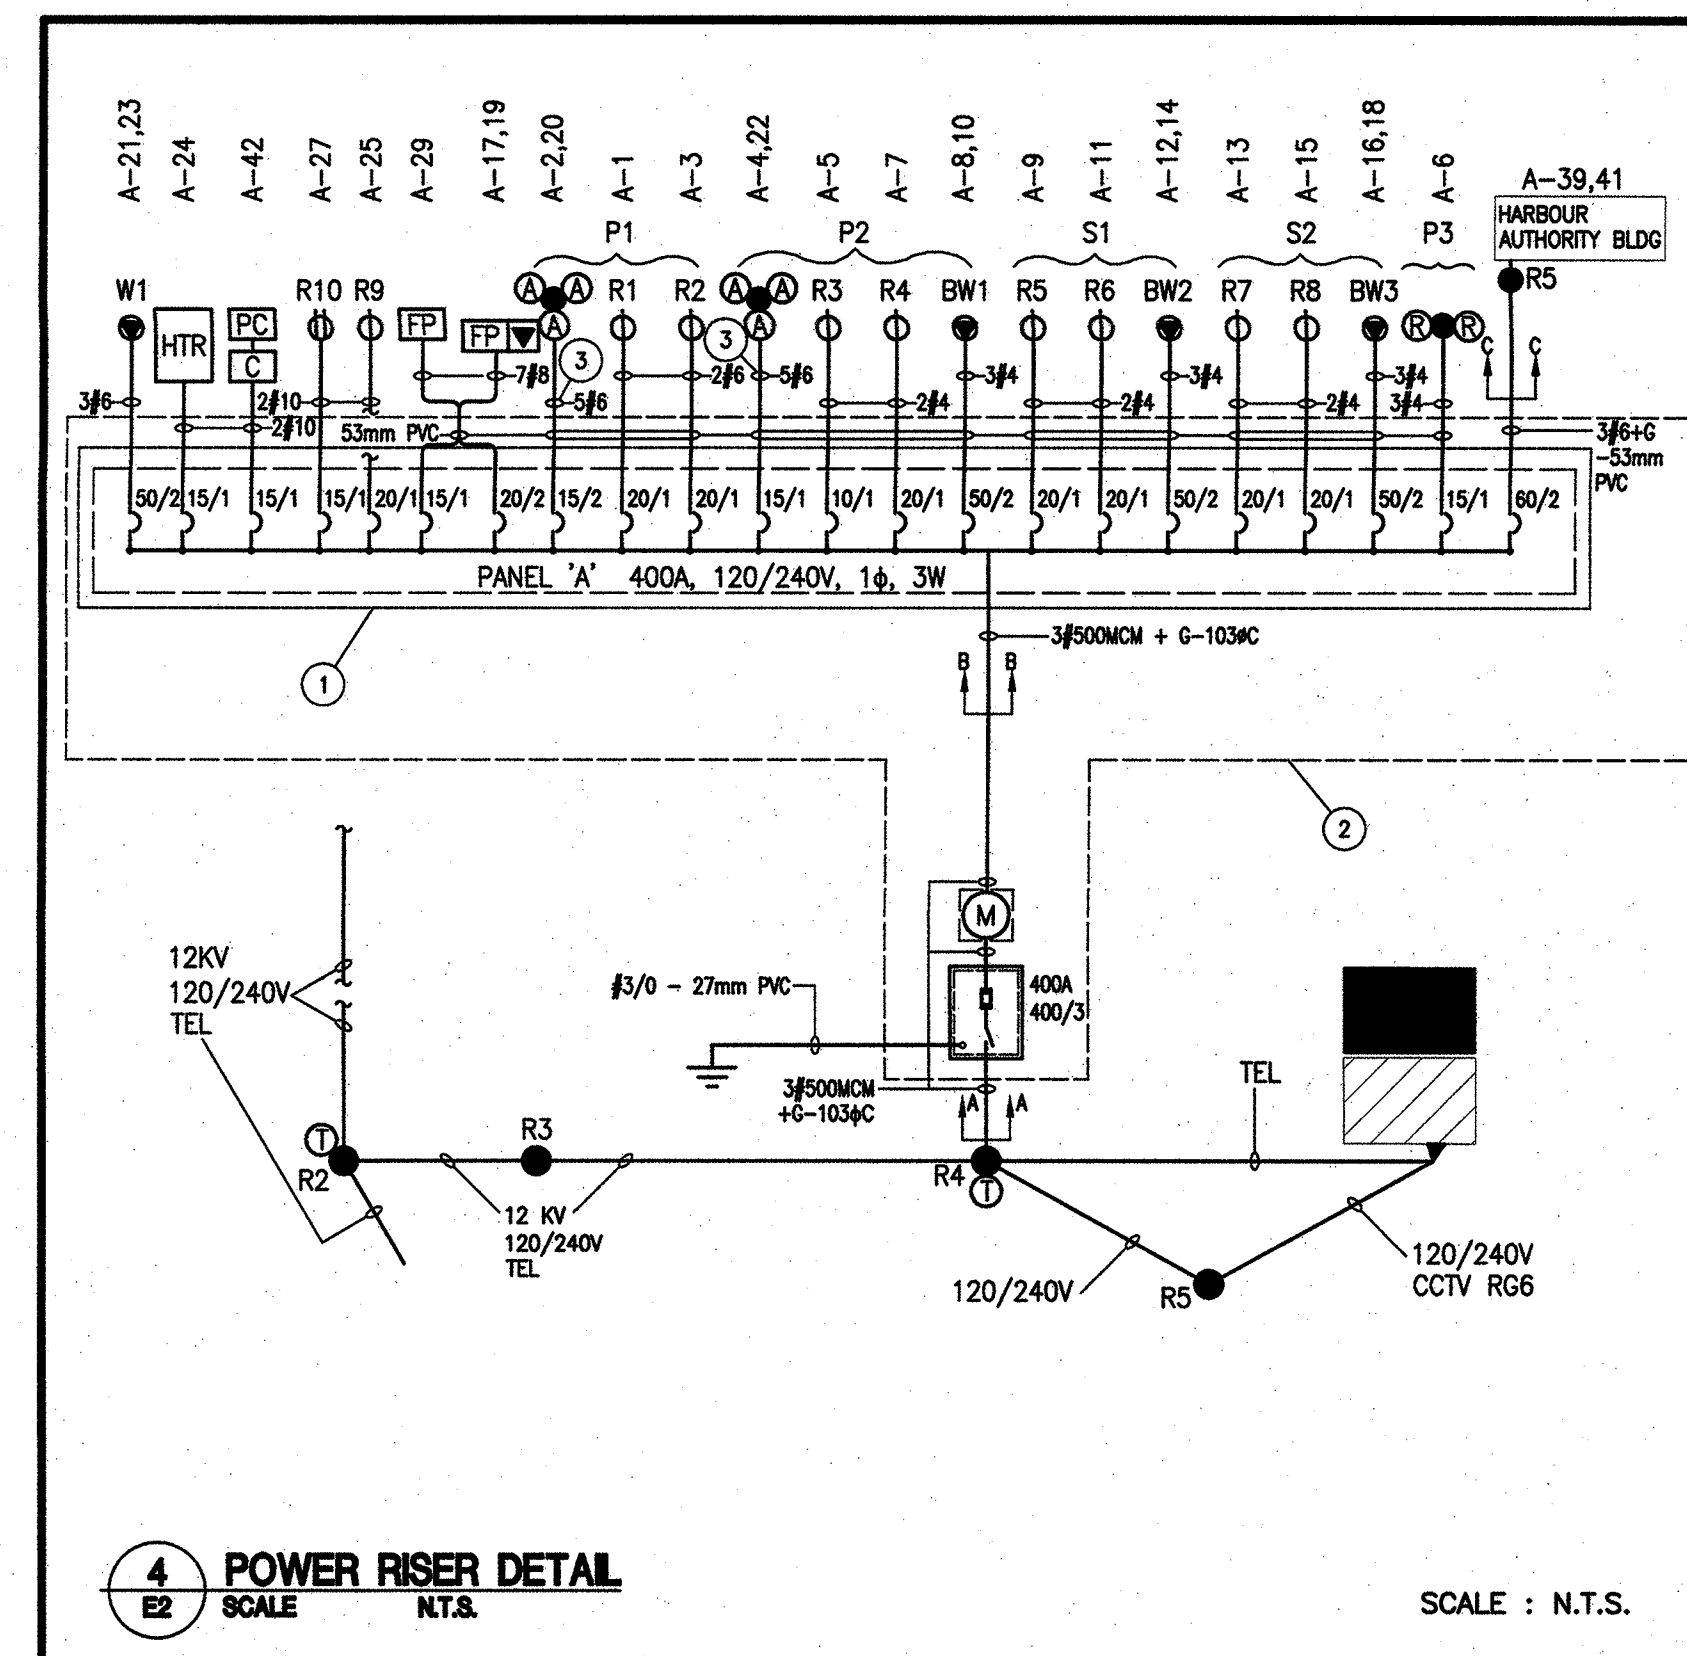 A-21,23
A-24
A-42
A-27
A-25
A-29
A-17,19
A-2,20
A-1
A-3
A-4,22
A-5
A-7
A-8,10
A-9
A-11
A-12,14
A-13
A-15
A-16,18
A-6
A-39,41
HARBOUR
AUTHORITY BLDG
P1
P2
S1
S2
P3
W1
HTR
PC
C
R10
R9
FP
FP
A
A
A
R1
R2
A
A
A
R3
R4
BW1
R5
R6
BW2
R7
R8
BW3
R
R
R5
3
3
C
C
3#6
2#10
2#10
7#8
5#6
2#6
5#6
2#4
3#4
2#4
3#4
2#4
3#4
3#4
53mm PVC
3#6+G
-53mm
PVC
50/2
15/1
15/1
15/1
20/1
15/1
20/2
15/2
20/1
20/1
15/1
10/1
20/1
50/2
20/1
20/1
50/2
20/1
20/1
50/2
15/1
60/2
PANEL 'A' 400A, 120/240V, 1ϕ, 3W
3#500MCM + G-103øC
B
B
1
2
M
400A
400/3
#3/0 - 27mm PVC
3#500MCM
+G-103ϕC
A
A
12KV
120/240V
TEL
T
R2
R3
R4
T
TEL
12 KV
120/240V
TEL
120/240V
R5
120/240V
CCTV RG6
4
E2
POWER RISER DETAIL
SCALE N.T.S.
SCALE : N.T.S.